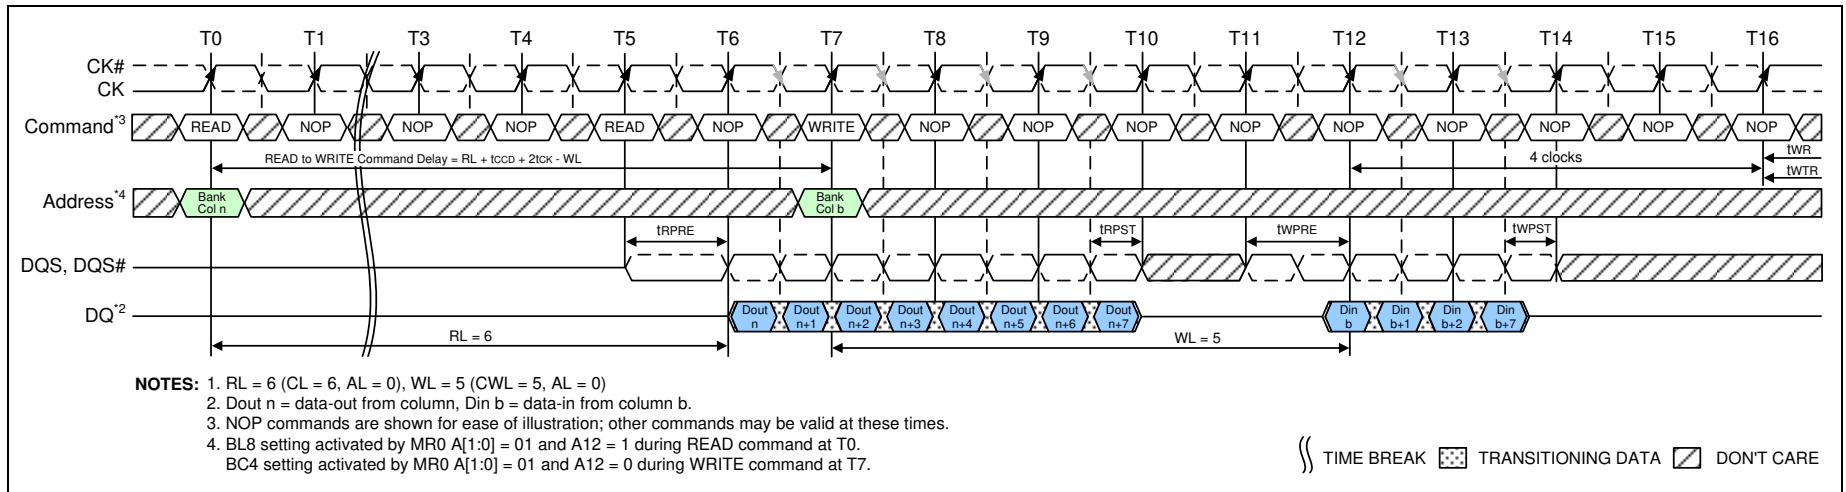 T0 T1 T3 T4 T5 T6 T7 T8 T9 T10 T11 T12 T13 T14 T15 T16
CK#
CK
Command*3 READ NOP NOP NOP READ NOP WRITE NOP NOP NOP NOP NOP NOP NOP NOP NOP
READ to WRITE Command Delay = RL + tCCD + 2tCK - WL
4 clocks
tWR
tWTR
Address*4
Bank
Col n
Bank
Col b
tRPRE tRPST tWPRE tWPST
DQS, DQS#
DQ*2
Dout
n
Dout
n+1
Dout
n+2
Dout
n+3
Dout
n+4
Dout
n+5
Dout
n+6
Dout
n+7
Din
b
Din
b+1
Din
b+2
Din
b+7
RL = 6
WL = 5
NOTES: 1. RL = 6 (CL = 6, AL = 0), WL = 5 (CWL = 5, AL = 0)
2. Dout n = data-out from column, Din b = data-in from column b.
3. NOP commands are shown for ease of illustration; other commands may be valid at these times.
4. BL8 setting activated by MR0 A[1:0] = 01 and A12 = 1 during READ command at T0.
BC4 setting activated by MR0 A[1:0] = 01 and A12 = 0 during WRITE command at T7.
TIME BREAK TRANSITIONING DATA DON'T CARE